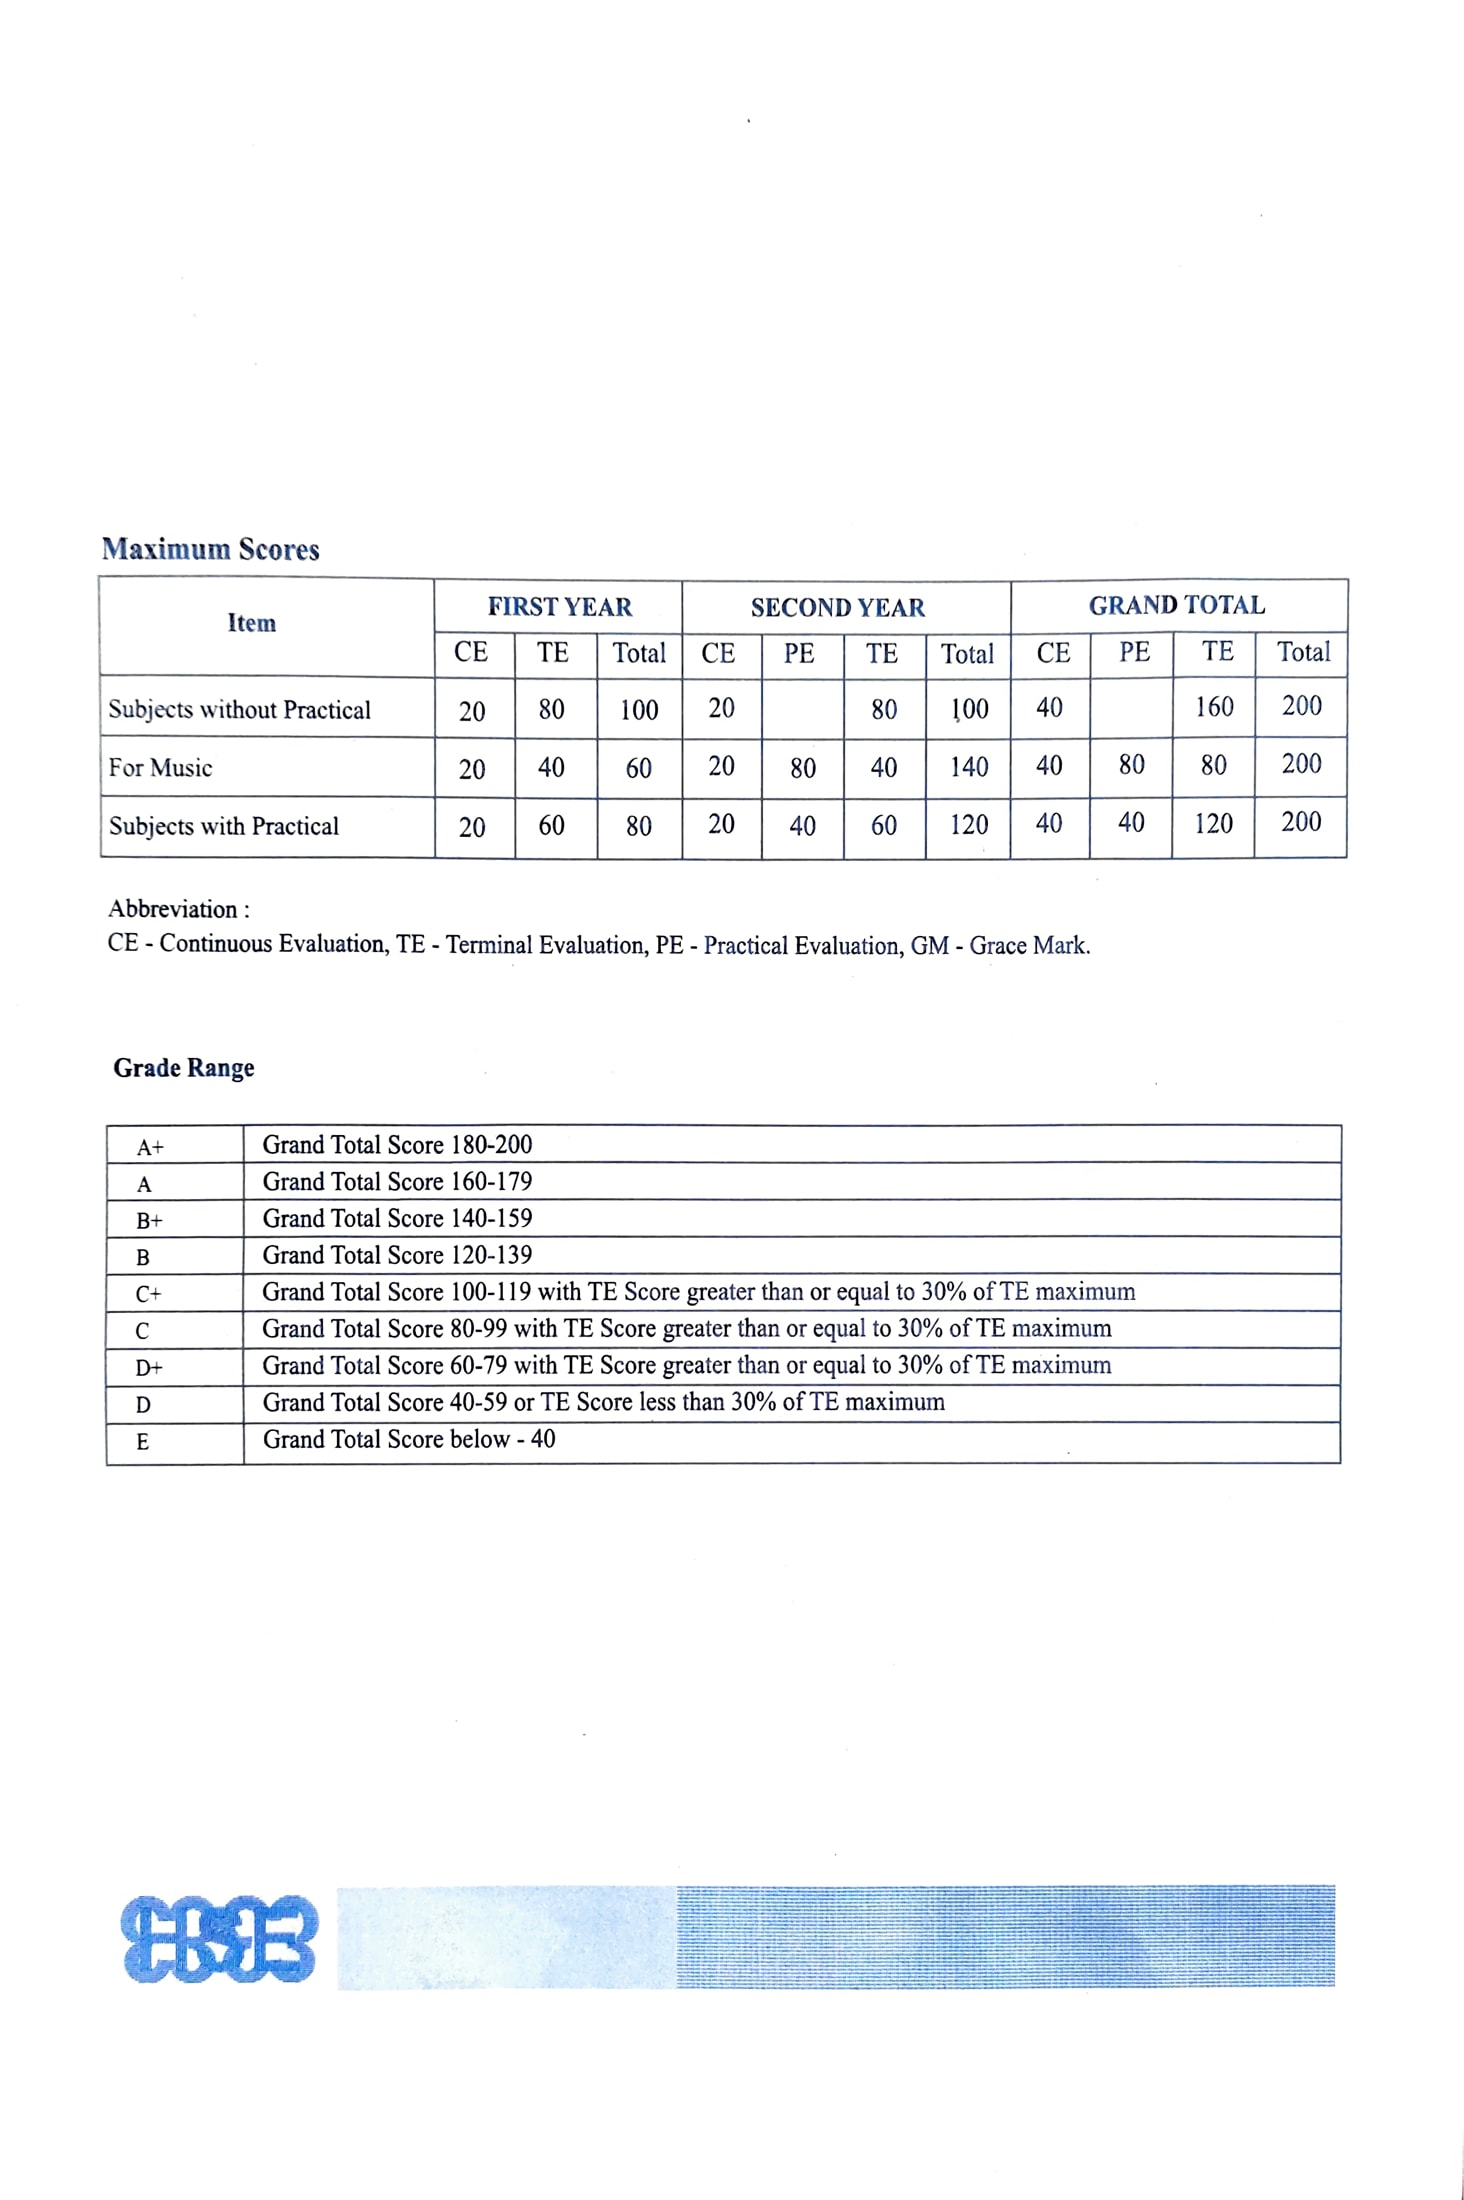 Maximum Scores
Item FIRST YEAR SECOND YEAR GRAND TOTAL
CE TE Total CE PE TE Total CE PE TE Total
Subjects without Practical 20 80 100 20 80 100 40 160 200
For Music 20 40 60 20 80 40 140 40 80 80 200
Subjects with Practical 20 60 80 20 40 60 120 40 40 120 200
Abbreviation :
CE - Continuous Evaluation, TE - Terminal Evaluation, PE - Practical Evaluation, GM - Grace Mark.
Grade Range
A+ Grand Total Score 180-200
A Grand Total Score 160-179
B+ Grand Total Score 140-159
B Grand Total Score 120-139
C+ Grand Total Score 100-119 with TE Score greater than or equal to 30% of TE maximum
C Grand Total Score 80-99 with TE Score greater than or equal to 30% of TE maximum
D+ Grand Total Score 60-79 with TE Score greater than or equal to 30% of TE maximum
D Grand Total Score 40-59 or TE Score less than 30% of TE maximum
E Grand Total Score below - 40